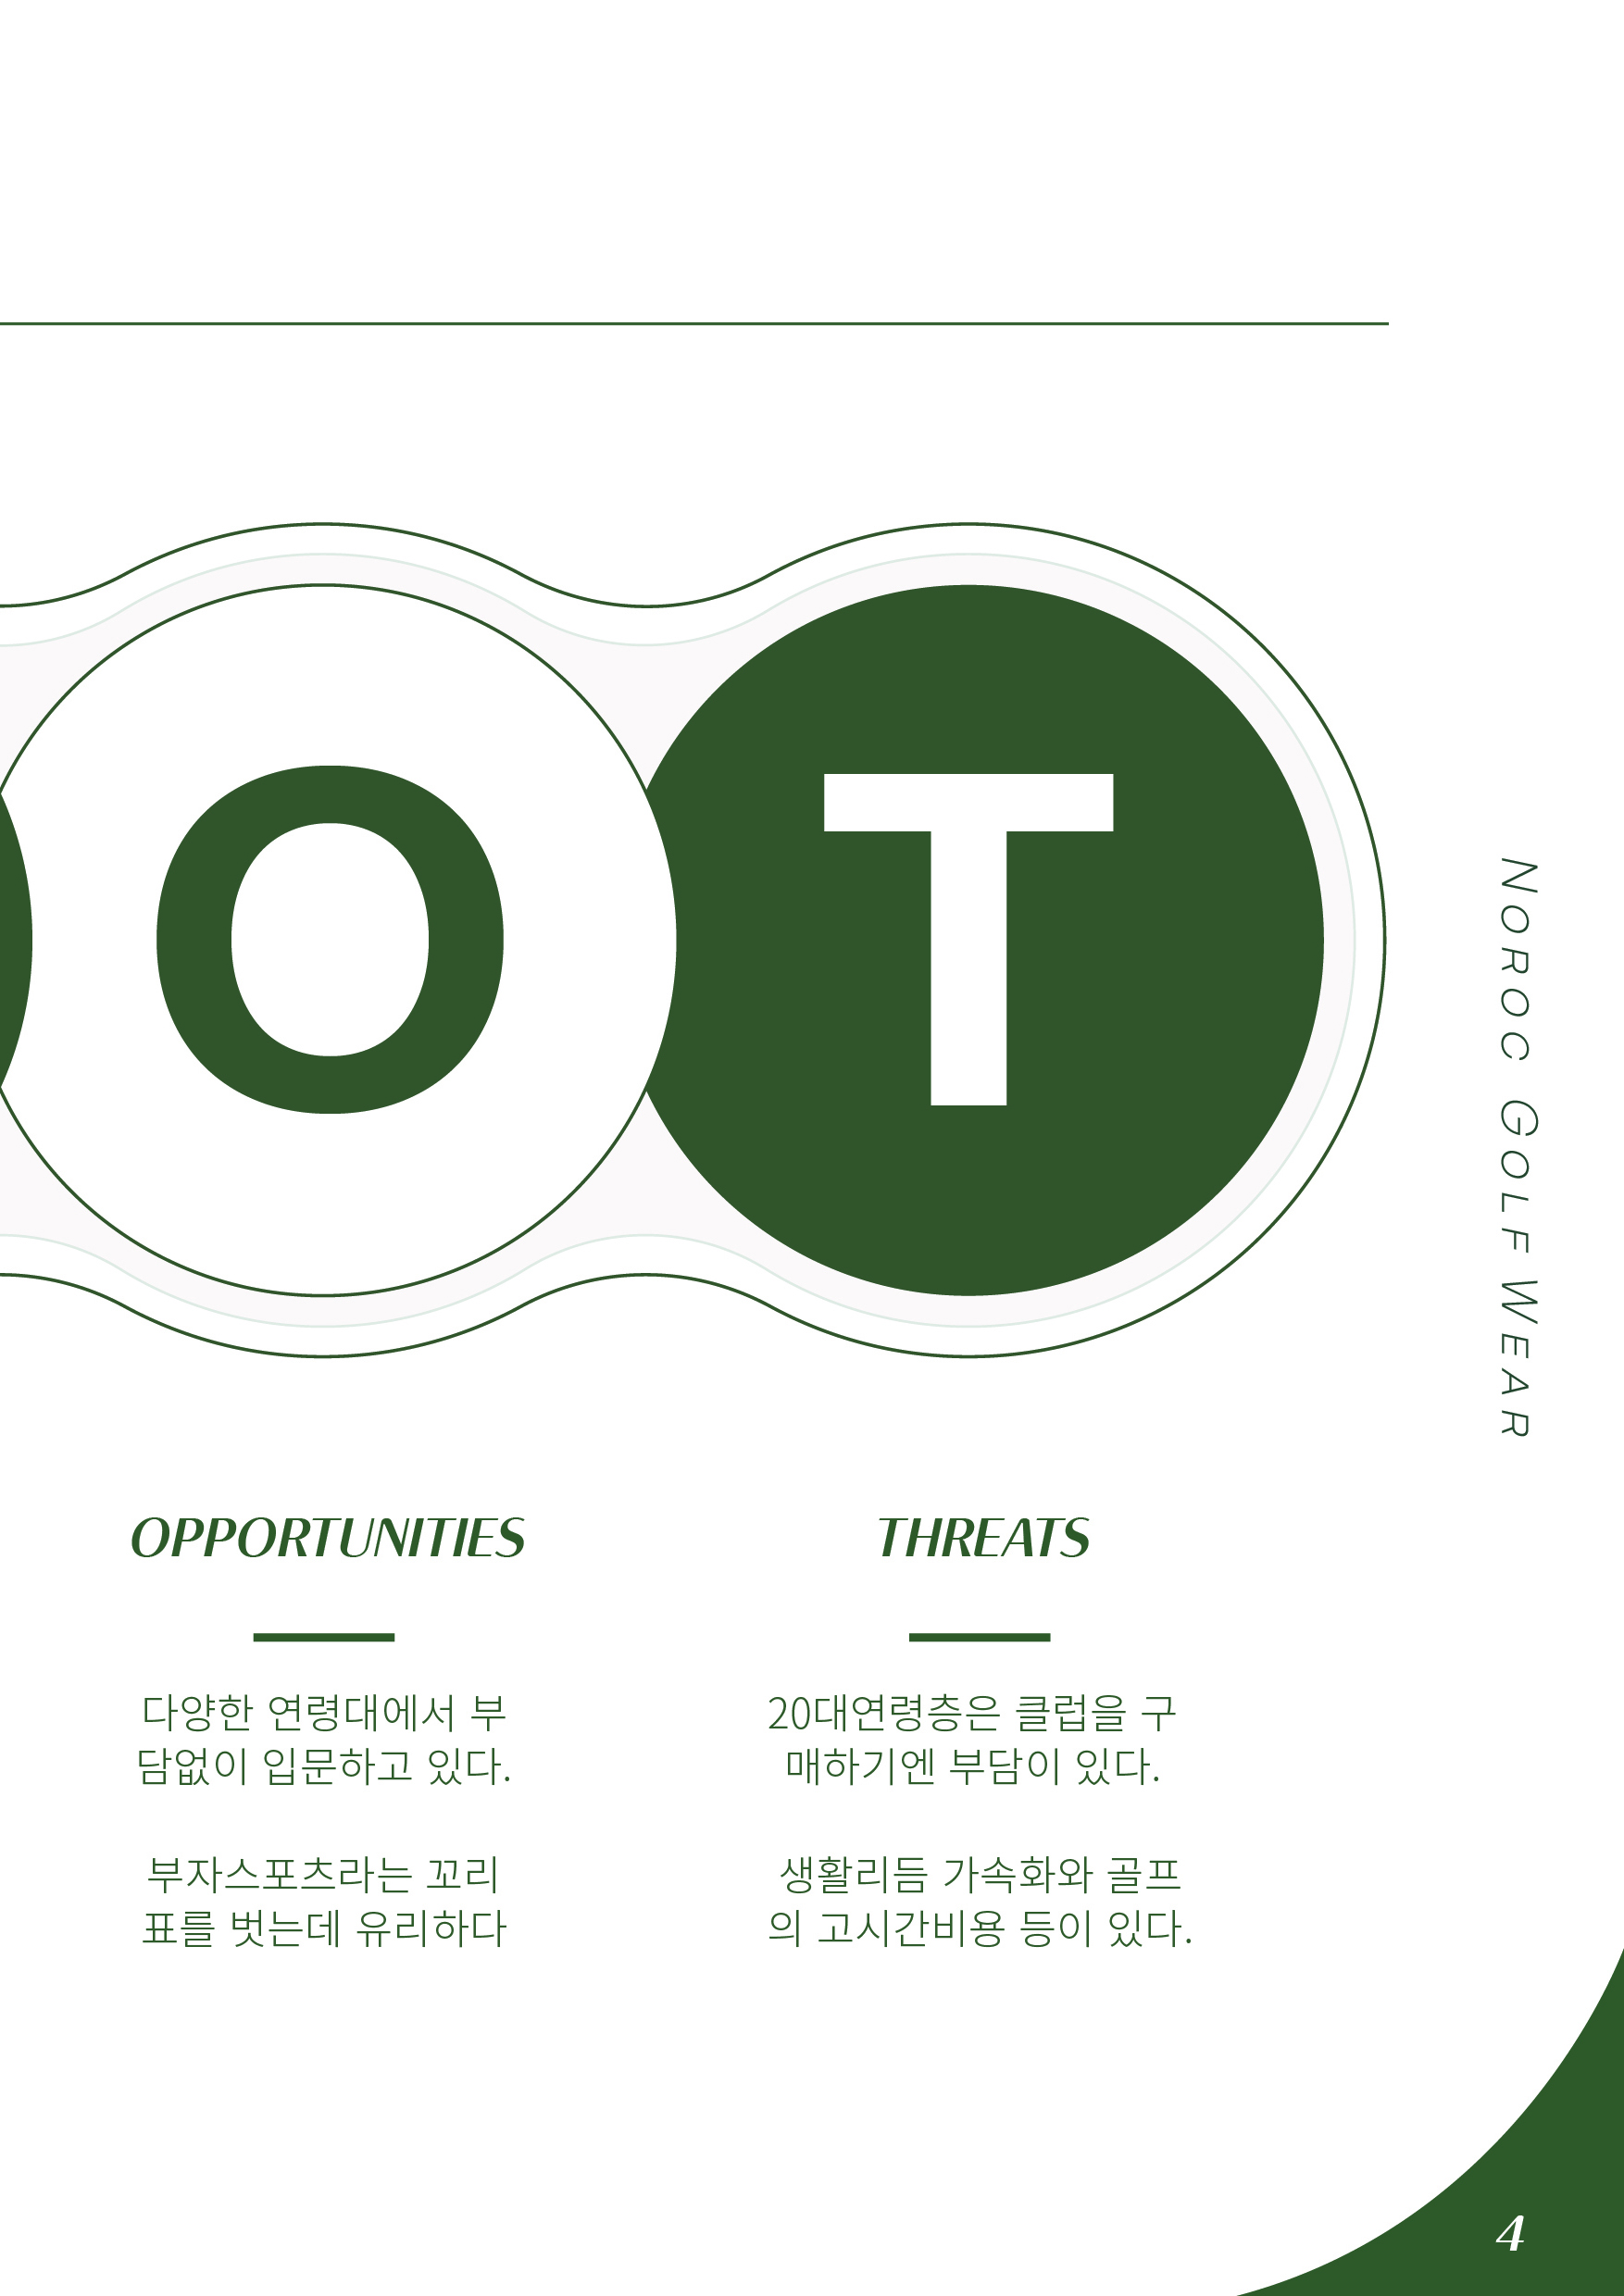 O
T
NOROC GOLF WEAR
OPPORTUNITIES
다양한 연령대에서 부
담없이 입문하고 있다.
부자스포츠라는 꼬리
표를 벗는데 유리하다
THREATS
20대연령층은 클럽을 구
매하기엔 부담이 있다.
생활리듬 가속화와 골프
의 고시간비용 등이 있다.
4